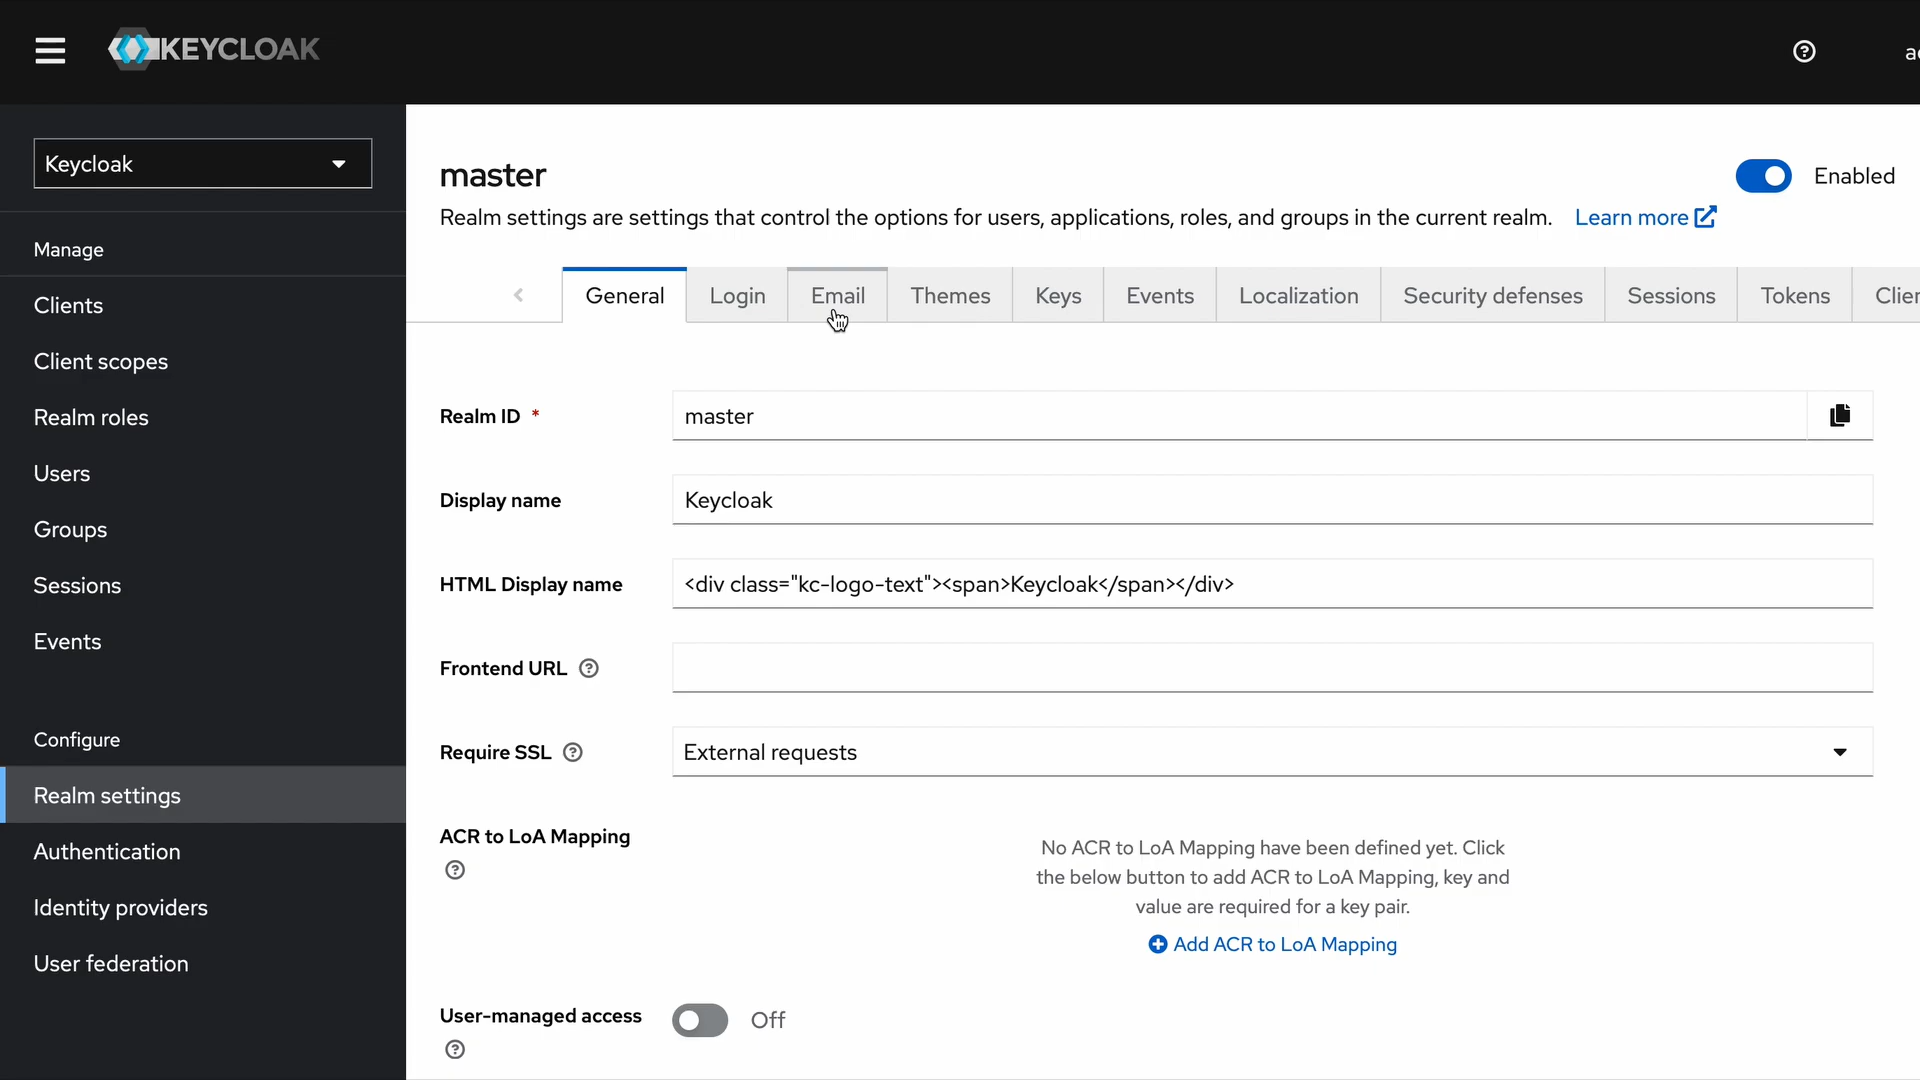 KEYCLOAK
Keycloak
Manage
Clients
Client scopes
Realm roles
Users
Groups
Sessions
Events
Configure
Realm settings
Authentication
Identity providers
User federation
master
Enabled
Realm settings are settings that control the options for users, applications, roles, and groups in the current realm. Learn more
General Login Email Themes Keys Events Localization Security defenses Sessions Tokens
Realm ID * master
Display name Keycloak
HTML Display name <div class="kc-logo-text"><span>Keycloak</span></div>
Frontend URL
Require SSL External requests
ACR to LoA Mapping
No ACR to LoA Mapping have been defined yet. Click
the below button to add ACR to LoA Mapping, key and
value are required for a key pair.
Add ACR to LoA Mapping
User-managed access Off